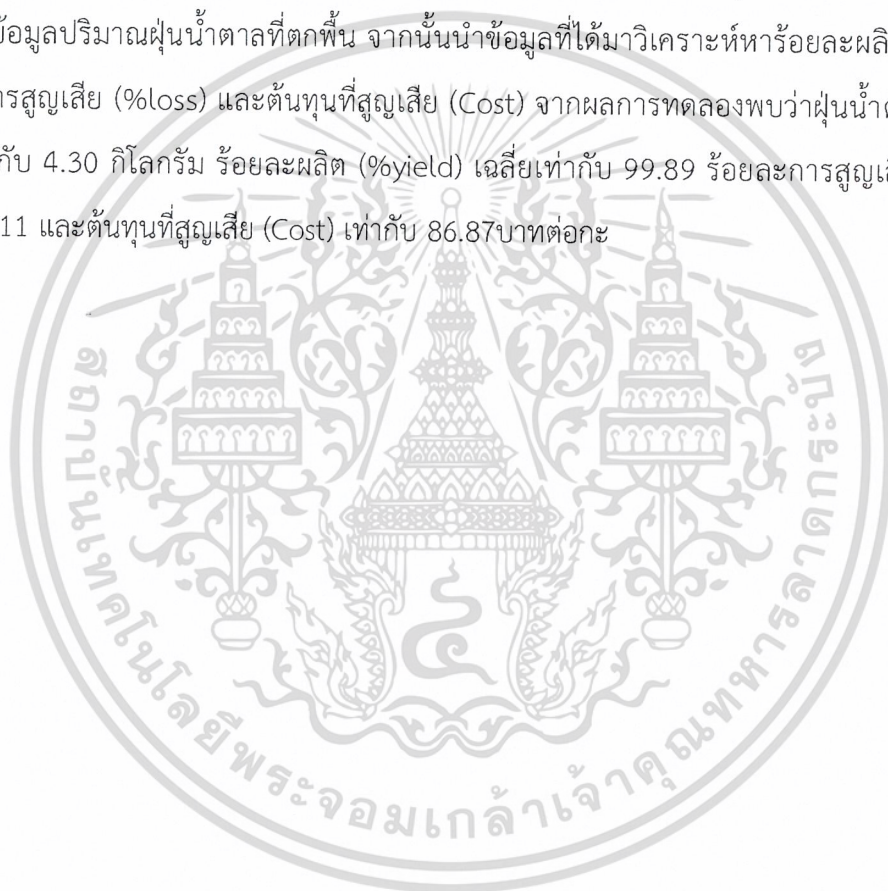 ข้อมูลปริมาณฝุ่นน้ำตาลที่ตกพื้น จากนั้นนำข้อมูลที่ได้มาวิเคราะห์หาร้อยละผลิ
ารสูญเสีย (%loss) และต้นทุนที่สูญเสีย (Cost) จากผลการทดลองพบว่าฝุ่นน้ำต
กับ 4.30 กิโลกรัม ร้อยละผลิต (%yield) เฉลี่ยเท่ากับ 99.89 ร้อยละการสูญเสี
11 และต้นทุนที่สูญเสีย (Cost) เท่ากับ 86.87บาทต่อกะ
สถาบันเทคโนโลยีพระจอมเกล้าเจ้าคุณทหารลาดกระบัง
๔